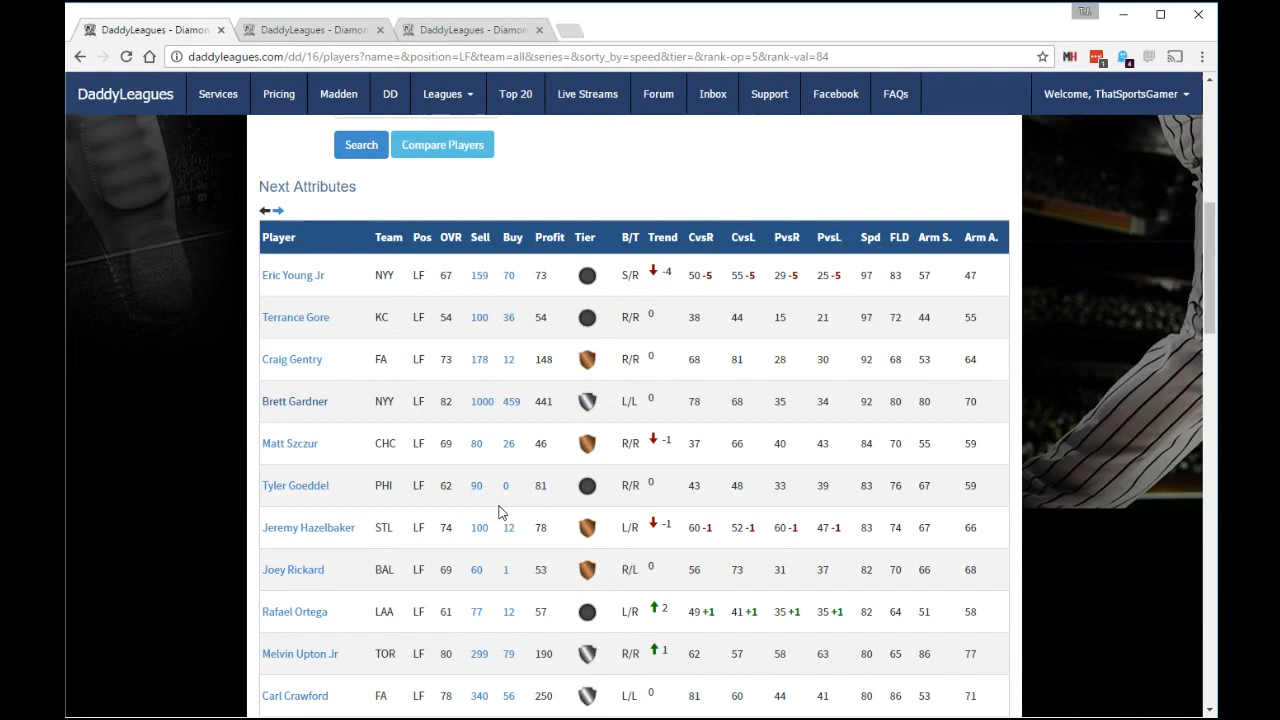 DaddyLeagues - Diamon
DaddyLeagues - Diamon
DaddyLeagues - Diamon
daddyleagues.com/dd/16/players?name=&position=LF&team=all&series=&sorty_by=speed&tier=&rank-op=5&rank-val=84
DaddyLeagues Services Pricing Madden DD Leagues Top 20 Live Streams Forum Inbox Support Facebook FAQs Welcome, ThatSportsGamer
Search Compare Players
Next Attributes
Player Team Pos OVR Sell Buy Profit Tier B/T Trend CvsR CvsL PvsR PvsL Spd FLD Arm S. Arm A.
Eric Young Jr NYY LF 67 159 70 73 S/R -4 50 -5 55 -5 29 -5 25 -5 97 83 57 47
Terrance Gore KC LF 54 100 36 54 R/R 0 38 44 15 21 97 72 44 55
Craig Gentry FA LF 73 178 12 148 R/R 0 68 81 28 30 92 68 53 64
Brett Gardner NYY LF 82 1000 459 441 L/L 0 78 68 35 34 92 80 80 70
Matt Szczur CHC LF 69 80 26 46 R/R -1 37 66 40 43 84 70 55 59
Tyler Goeddel PHI LF 62 90 0 81 R/R 0 43 48 33 39 83 76 67 59
Jeremy Hazelbaker STL LF 74 100 12 78 L/R -1 60 -1 52 -1 60 -1 47 -1 83 74 67 66
Joey Rickard BAL LF 69 60 1 53 R/L 0 56 73 31 37 82 70 66 68
Rafael Ortega LAA LF 61 77 12 57 L/R 2 49 +1 41 +1 35 +1 35 +1 82 64 51 58
Melvin Upton Jr TOR LF 80 299 79 190 R/R 1 62 57 58 63 80 65 86 77
Carl Crawford FA LF 78 340 56 250 L/L 0 81 60 44 41 80 86 53 71